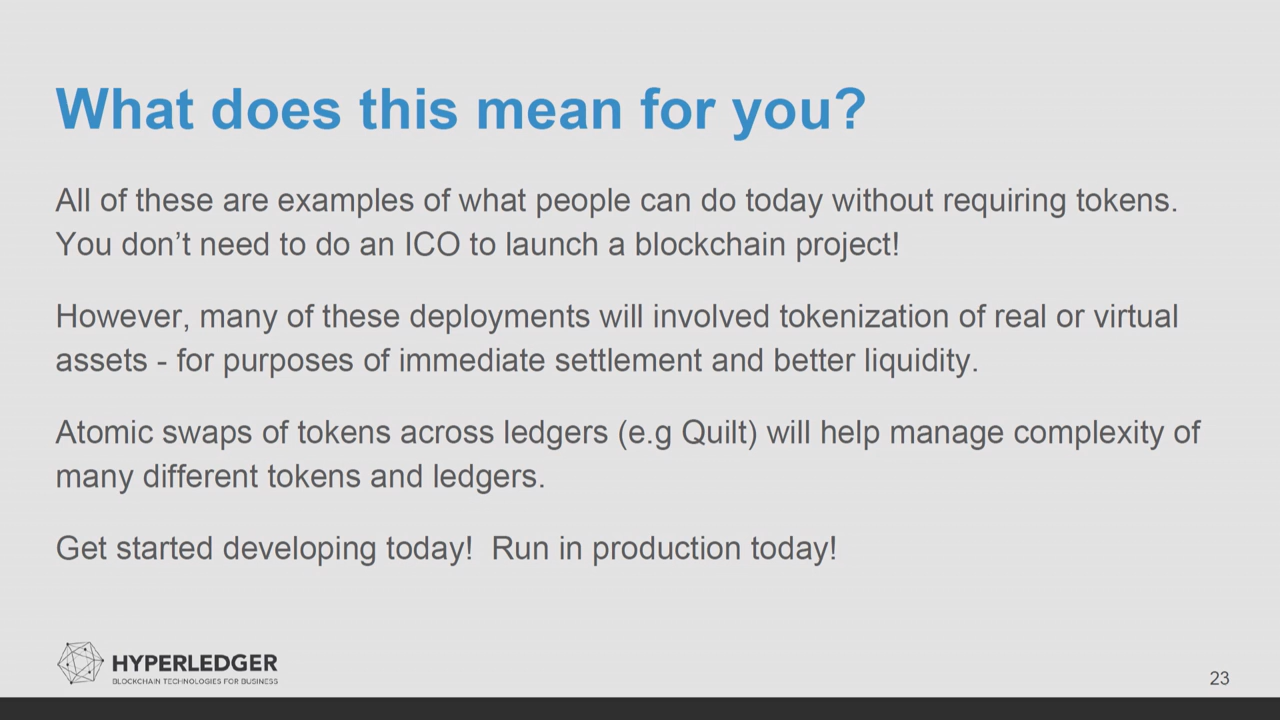 What does this mean for you?
All of these are examples of what people can do today without requiring tokens.
You don’t need to do an ICO to launch a blockchain project!
However, many of these deployments will involved tokenization of real or virtual
assets - for purposes of immediate settlement and better liquidity.
Atomic swaps of tokens across ledgers (e.g Quilt) will help manage complexity of
many different tokens and ledgers.
Get started developing today!  Run in production today!
HYPERLEDGER
BLOCKCHAIN TECHNOLOGIES FOR BUSINESS
23